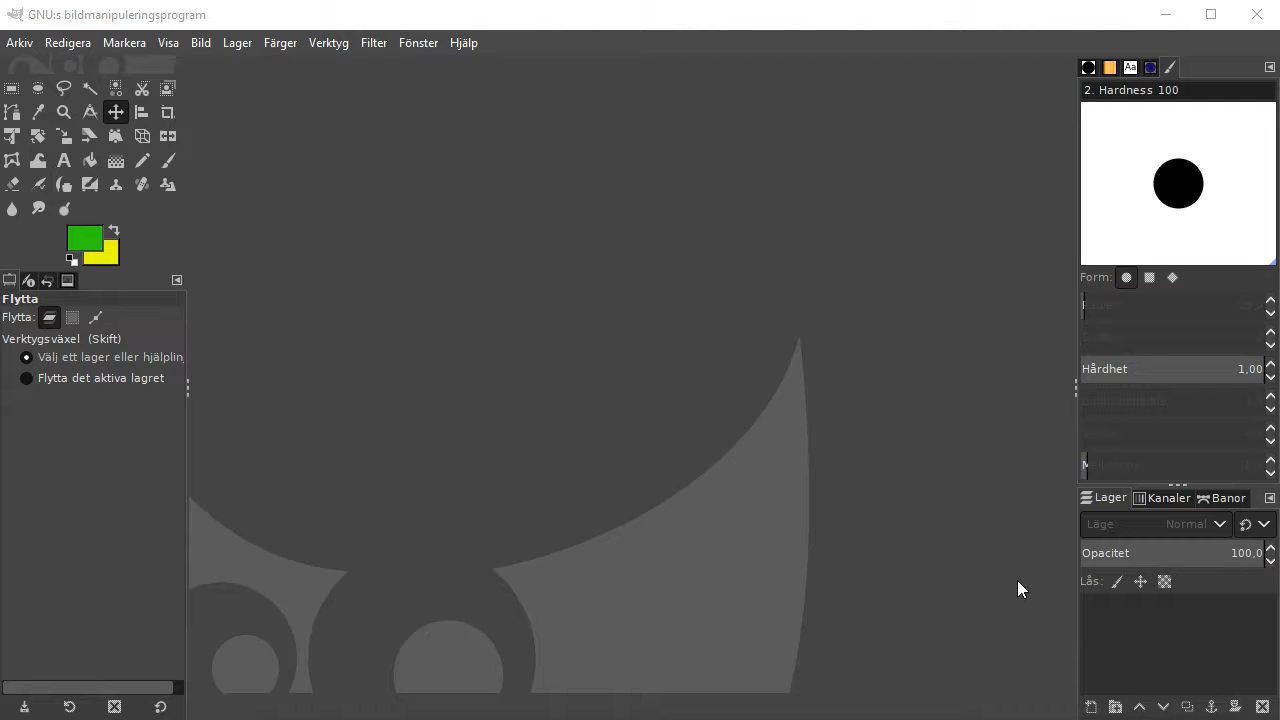 GNU:s bildmanipuleringsprogram
Arkiv Redigera Markera Visa Bild Lager Färger Verktyg Filter Fönster Hjälp
Aa
2. Hardness 100
Form:
Flytta
Flytta:
Verktygsväxel (Skift)
Välj ett lager eller hjälplin
Flytta det aktiva lagret
Hårdhet 1,00
Lager Kanaler Banor
Läge Normal
Opacitet 100,0
Lås: